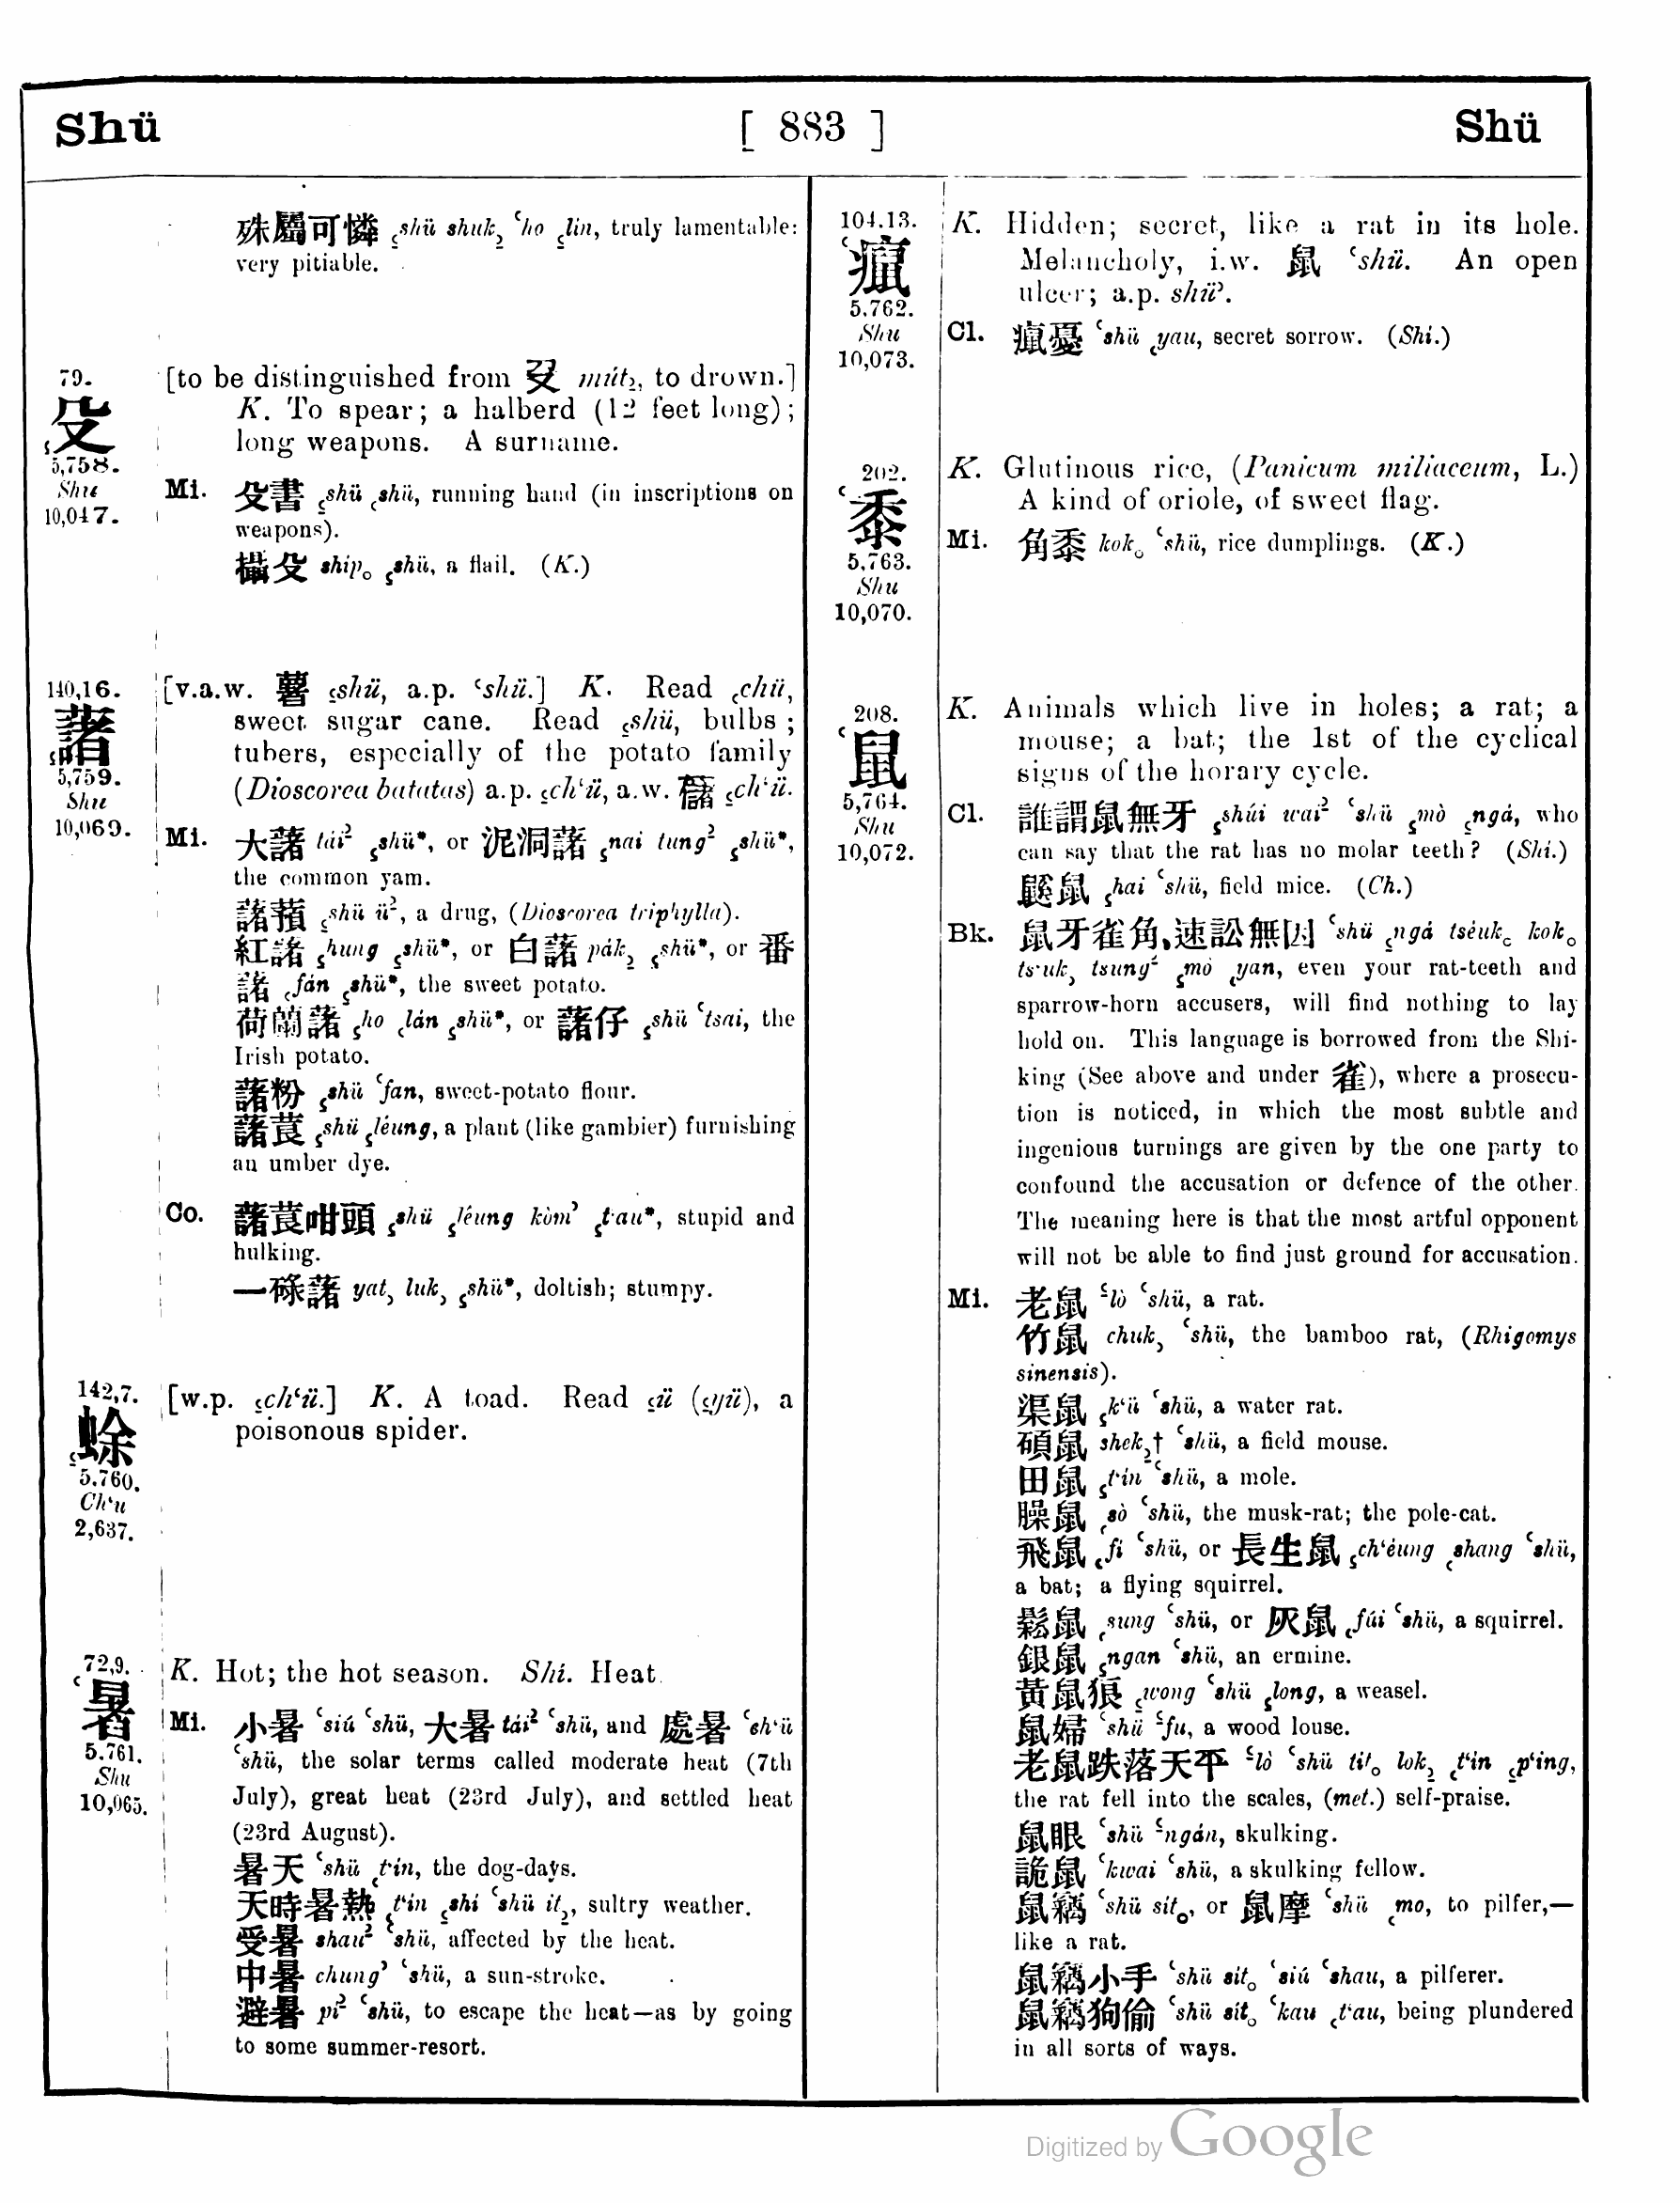 Shü
[ 883 ]
Shü
殊屬可憐 ꜁shü shuk꜇ ꜂ho ꜁lin, truly lamentable:
very pitiable.
79.
殳
5,758.
Shu
10,047.
[to be distinguished from 殳 mút꜇, to drown.]
K. To spear; a halberd (12 feet long);
long weapons. A surname.
Mi. 殳書 ꜁shü ꜀shü, running hand (in inscriptions on
weapons).
攝殳 shíp꜀ ꜁shü, a flail. (K.)
140,16.
藷
5,759.
Shu
10,069.
[v.a.w. 薯 ꜁shü, a.p. ꜂shü.] K. Read ꜀chü,
sweet sugar cane. Read ꜁shü, bulbs;
tubers, especially of the potato family
(Dioscorea batatas) a.p. ꜁ch‘ü, a.w. ꜁ch‘ü.
Mi. 大藷 tái² ꜁shü*, or 泥洞藷 ꜁nai tung² ꜁shü*,
the common yam.
藷蕷 ꜁shü ü², a drug, (Dioscorea triphylla).
紅藷 ꜁hung ꜁shü*, or 白藷 pák꜇ ꜁shü*, or 番
藷 ꜀fán ꜁shü*, the sweet potato.
荷蘭藷 ꜁ho ꜁lán ꜁shü*, or 藷仔 ꜁shü ꜂tsai, the
Irish potato.
藷粉 ꜁shü ꜂fan, sweet-potato flour.
藷莨 ꜁shü ꜁léung, a plant (like gambier) furnishing
an umber dye.
Co. 藷莨咁頭 ꜁shü ꜁léung kòm꜄ ꜁t‘au*, stupid and
hulking.
一碌藷 yat꜆ luk꜆ ꜁shü*, doltish; stumpy.
142,7.
蜍
5,760.
Ch‘u
2,637.
[w.p. ꜁ch‘ü.] K. A toad. Read ꜁ü (꜁yü), a
poisonous spider.
72,9.
暑
5,761.
Shu
10,065.
K. Hot; the hot season. Shi. Heat.
Mi. 小暑 ꜂siú ꜂shü, 大暑 tái² ꜂shü, and 處暑 ꜂ch‘ü
꜂shü, the solar terms called moderate heat (7th
July), great heat (23rd July), and settled heat
(23rd August).
暑天 ꜂shü ꜀t‘ín, the dog-days.
天時暑熱 ꜀t‘ín ꜁shí ꜂shü ít꜇, sultry weather.
受暑 shau² ꜂shü, affected by the heat.
中暑 chung꜄ ꜂shü, a sun-stroke.
避暑 pí² ꜂shü, to escape the heat—as by going
to some summer-resort.
104.13.
癙
5,762.
Shu
10,073.
K. Hidden; secret, like a rat in its hole.
Melancholy, i.w. 鼠 ꜂shü. An open
ulcer; a.p. shü꜄.
Cl. 癙憂 ꜂shü ꜀yau, secret sorrow. (Shí.)
202.
黍
5,763.
Shu
10,070.
K. Glutinous rice, (Panicum miliaceum, L.)
A kind of oriole, of sweet flag.
Mi. 角黍 kok꜀ ꜂shü, rice dumplings. (K.)
208.
鼠
5,764.
Shu
10,072.
K. Animals which live in holes; a rat; a
mouse; a bat; the 1st of the cyclical
signs of the horary cycle.
Cl. 誰謂鼠無牙 ꜁shúi wai² ꜂shü ꜁mò ꜁ngá, who
can say that the rat has no molar teeth? (Shí.)
鼷鼠 ꜁hai ꜂shü, field mice. (Ch.)
Bk. 鼠牙雀角,速訟無因 ꜂shü ꜁ngá tséuk꜀ kok꜀
ts‘uk꜆ tsung² ꜁mò ꜀yan, even your rat-teeth and
sparrow-horn accusers, will find nothing to lay
hold on. This language is borrowed from the Shi-
king (See above and under 雀), where a prosecu-
tion is noticed, in which the most subtle and
ingenious turnings are given by the one party to
confound the accusation or defence of the other.
The meaning here is that the most artful opponent
will not be able to find just ground for accusation.
Mi. 老鼠 ꜃lò ꜂shü, a rat.
竹鼠 chuk꜆ ꜂shü, the bamboo rat, (Rhigomys
sinensis).
渠鼠 ꜁k‘ü ꜂shü, a water rat.
碩鼠 shek꜇† ꜂shü, a field mouse.
田鼠 ꜁t‘ín ꜂shü, a mole.
臊鼠 ꜀sò ꜂shü, the musk-rat; the pole-cat.
飛鼠 ꜀fi ꜂shü, or 長生鼠 ꜁ch‘éung ꜀shang ꜂shü,
a bat; a flying squirrel.
鬆鼠 ꜀sung ꜂shü, or 灰鼠 ꜀fúi ꜂shü, a squirrel.
銀鼠 ꜁ngan ꜂shü, an ermine.
黃鼠狼 ꜁wong ꜂shü ꜁long, a weasel.
鼠婦 ꜂shü ꜃fu, a wood louse.
老鼠跌落天平 ꜃lò ꜂shü tit꜀ lok꜇ ꜀t‘in ꜁p‘ing,
the rat fell into the scales, (met.) self-praise.
鼠眼 ꜂shü ꜃ngán, skulking.
詭鼠 ꜂kwai ꜂shü, a skulking fellow.
鼠竊 ꜂shü sít꜀, or 鼠摩 ꜂shü ꜀mo, to pilfer,—
like a rat.
鼠竊小手 ꜂shü sít꜀ ꜂siú ꜂shau, a pilferer.
鼠竊狗偷 ꜂shü sít꜀ ꜂kau ꜀t‘au, being plundered
in all sorts of ways.
Digitized by Google